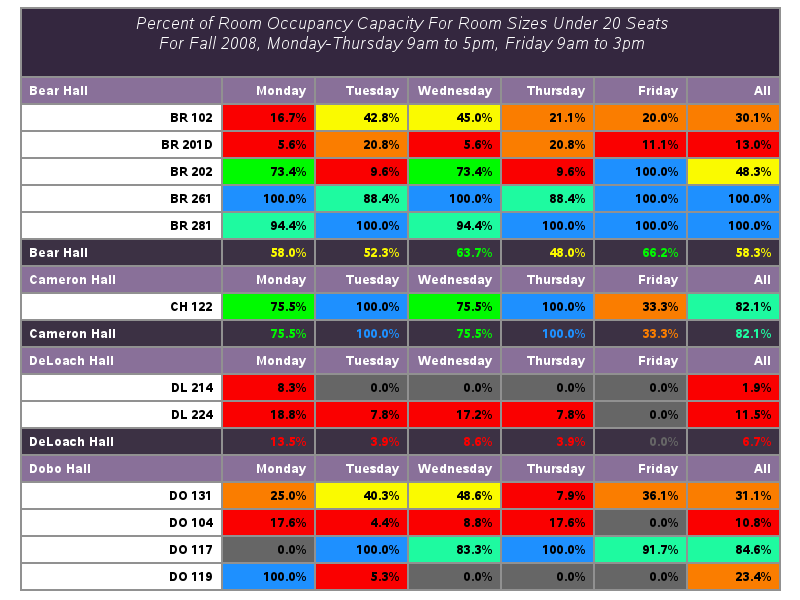 Percent of Room Occupancy Capacity For Room Sizes Under 20 Seats
For Fall 2008, Monday-Thursday 9am to 5pm, Friday 9am to 3pm
Bear Hall Monday Tuesday Wednesday Thursday Friday All
BR 102 16.7% 42.8% 45.0% 21.1% 20.0% 30.1%
BR 201D 5.6% 20.8% 5.6% 20.8% 11.1% 13.0%
BR 202 73.4% 9.6% 73.4% 9.6% 100.0% 48.3%
BR 261 100.0% 88.4% 100.0% 88.4% 100.0% 100.0%
BR 281 94.4% 100.0% 94.4% 100.0% 100.0% 100.0%
Bear Hall 58.0% 52.3% 63.7% 48.0% 66.2% 58.3%
Cameron Hall Monday Tuesday Wednesday Thursday Friday All
CH 122 75.5% 100.0% 75.5% 100.0% 33.3% 82.1%
Cameron Hall 75.5% 100.0% 75.5% 100.0% 33.3% 82.1%
DeLoach Hall Monday Tuesday Wednesday Thursday Friday All
DL 214 8.3% 0.0% 0.0% 0.0% 0.0% 1.9%
DL 224 18.8% 7.8% 17.2% 7.8% 0.0% 11.5%
DeLoach Hall 13.5% 3.9% 8.6% 3.9% 0.0% 6.7%
Dobo Hall Monday Tuesday Wednesday Thursday Friday All
DO 131 25.0% 40.3% 48.6% 7.9% 36.1% 31.1%
DO 104 17.6% 4.4% 8.8% 17.6% 0.0% 10.8%
DO 117 0.0% 100.0% 83.3% 100.0% 91.7% 84.6%
DO 119 100.0% 5.3% 0.0% 0.0% 0.0% 23.4%